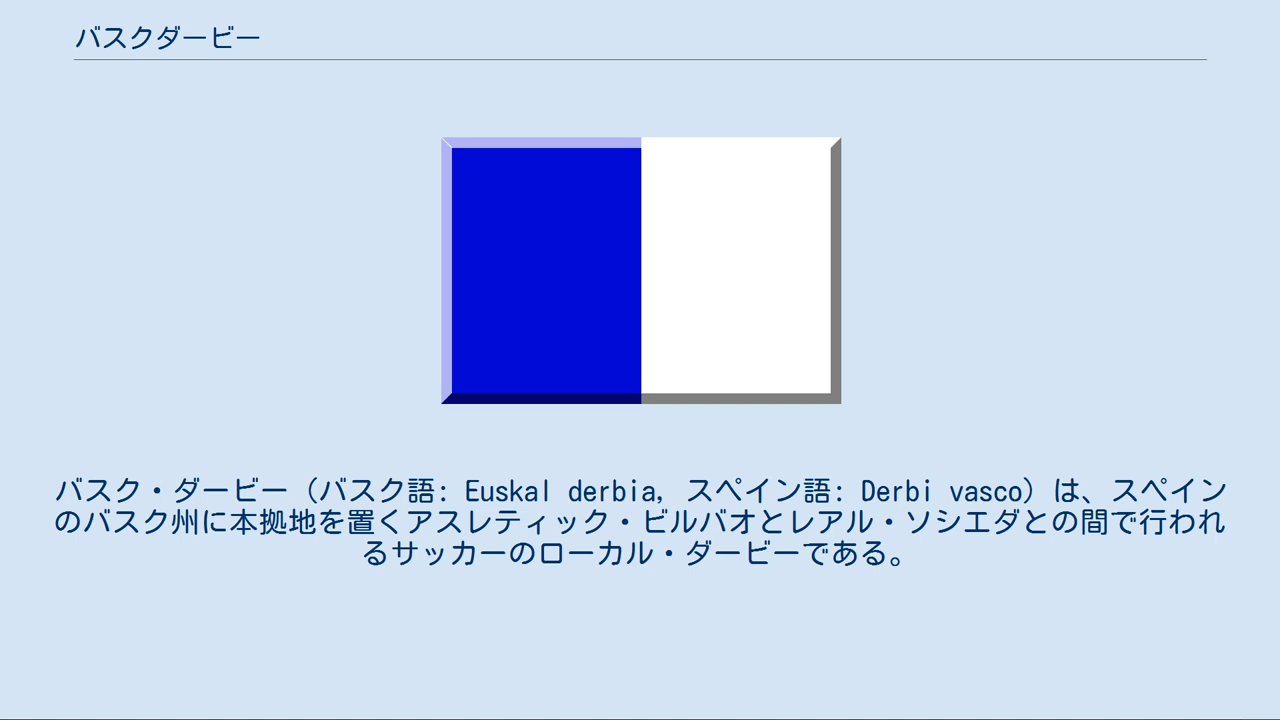 バスクダービー
バスク・ダービー（バスク語: Euskal derbia, スペイン語: Derbi vasco）は、スペイン
のバスク州に本拠地を置くアスレティック・ビルバオとレアル・ソシエダとの間で行われ
るサッカーのローカル・ダービーである。